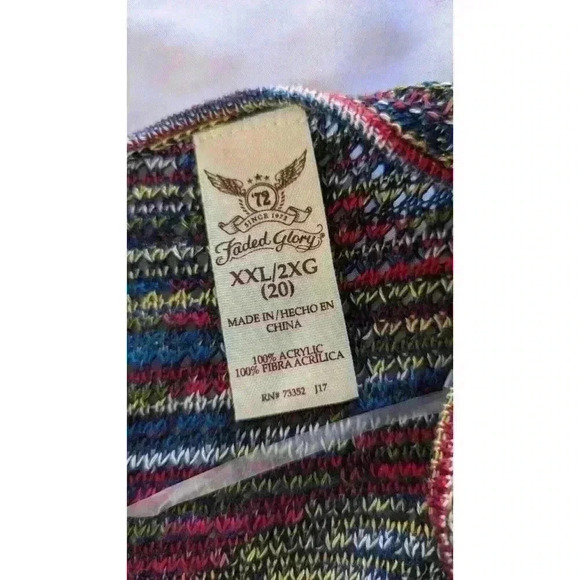 '72
SINCE 1972
Faded Glory
XXL/2XG
(20)
MADE IN/HECHO EN
CHINA
100% ACRYLIC
100% FIBRA ACRILICA
RN# 73352 J17